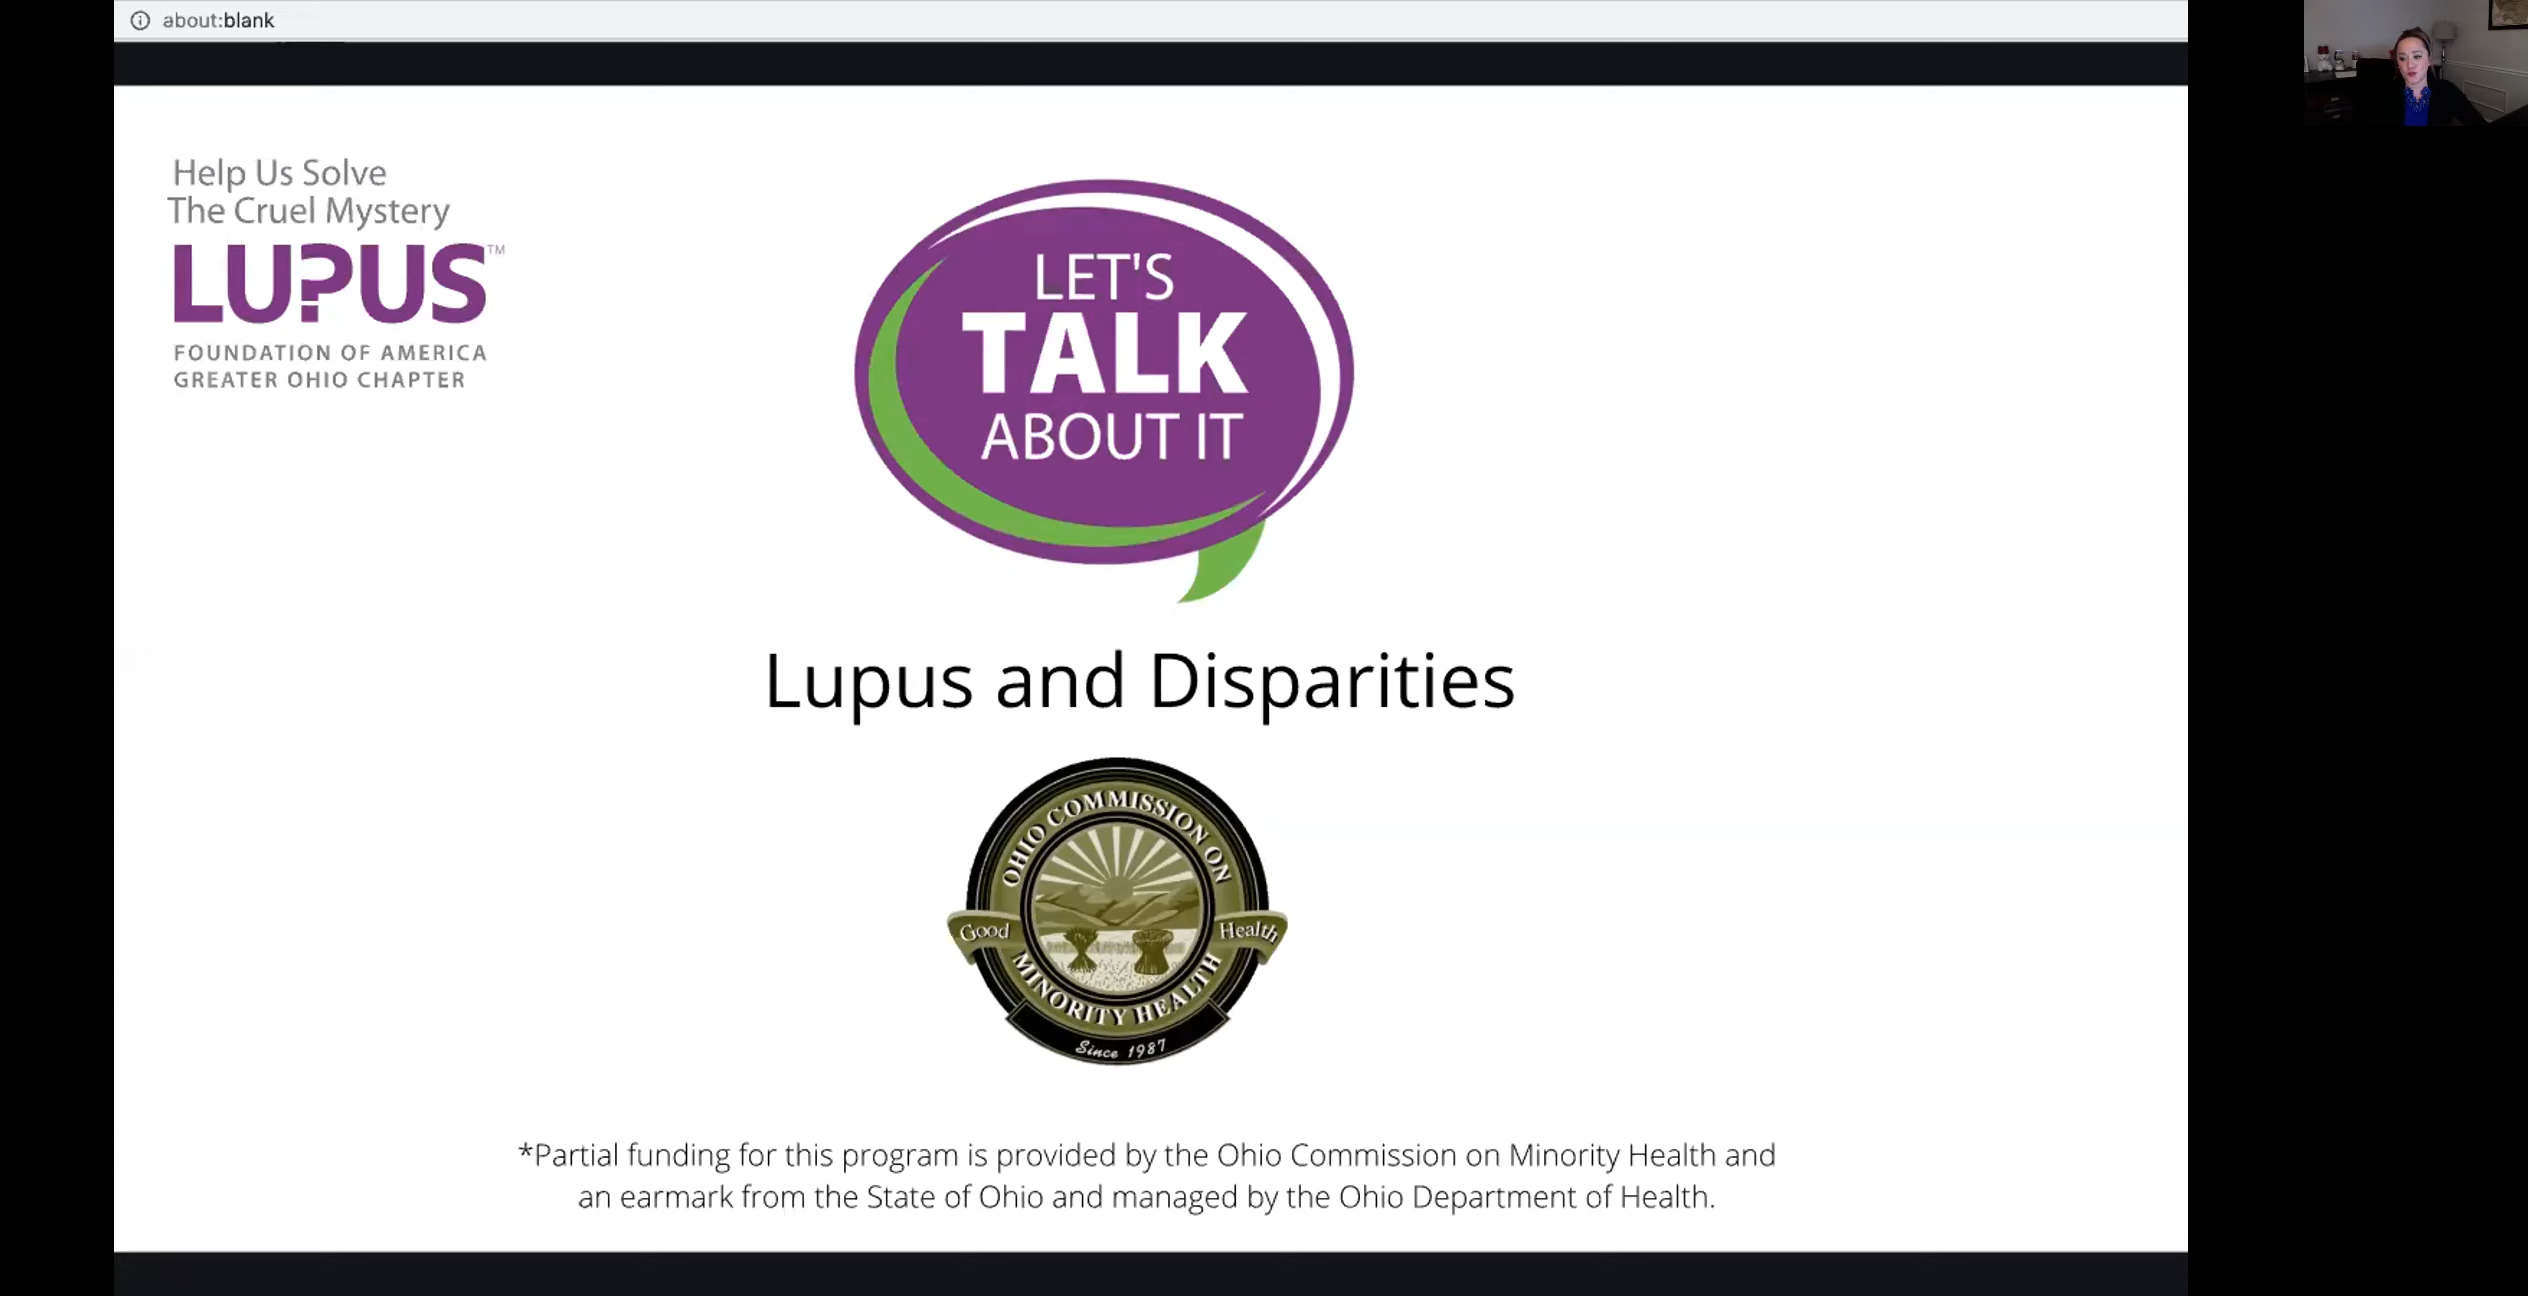 about:blank
Help Us Solve
The Cruel Mystery
LUPUS™
FOUNDATION OF AMERICA
GREATER OHIO CHAPTER
LET'S
TALK
ABOUT IT
Lupus and Disparities
OHIO COMMISSION ON
Good Health
MINORITY HEALTH
Since 1987
*Partial funding for this program is provided by the Ohio Commission on Minority Health and
an earmark from the State of Ohio and managed by the Ohio Department of Health.